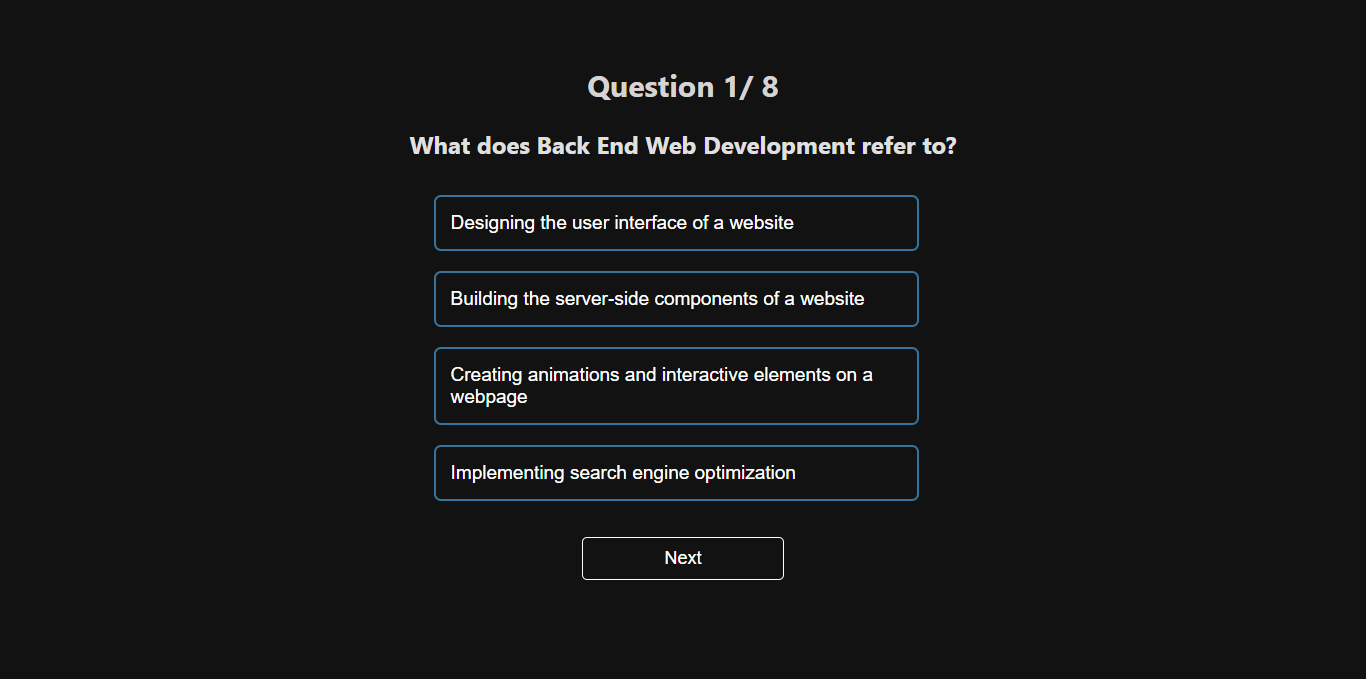 Question 1/ 8
What does Back End Web Development refer to?
Designing the user interface of a website
Building the server-side components of a website
Creating animations and interactive elements on a
webpage
Implementing search engine optimization
Next